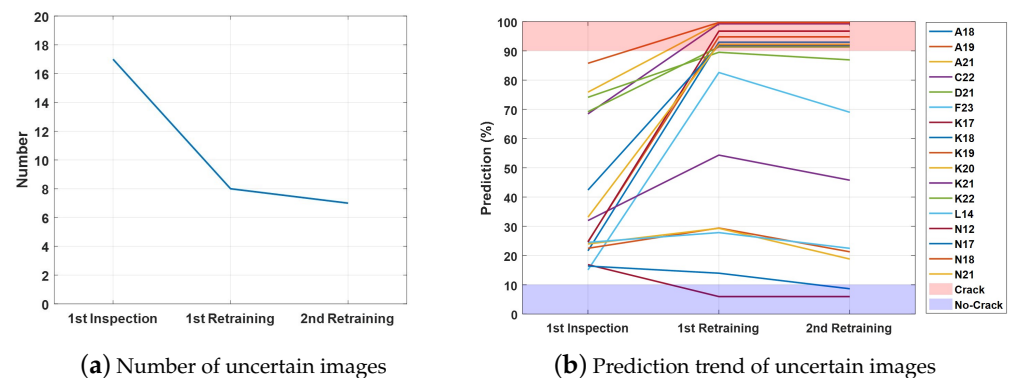 20
18
16
14
12
10
8
6
4
2
0
Number
1st Inspection 1st Retraining 2nd Retraining
(a) Number of uncertain images
100
90
80
70
60
50
40
30
20
10
0
Prediction (%)
1st Inspection 1st Retraining 2nd Retraining
A18
A19
A21
C22
D21
F23
K17
K18
K19
K20
K21
K22
L14
N12
N17
N18
N21
Crack
No-Crack
(b) Prediction trend of uncertain images